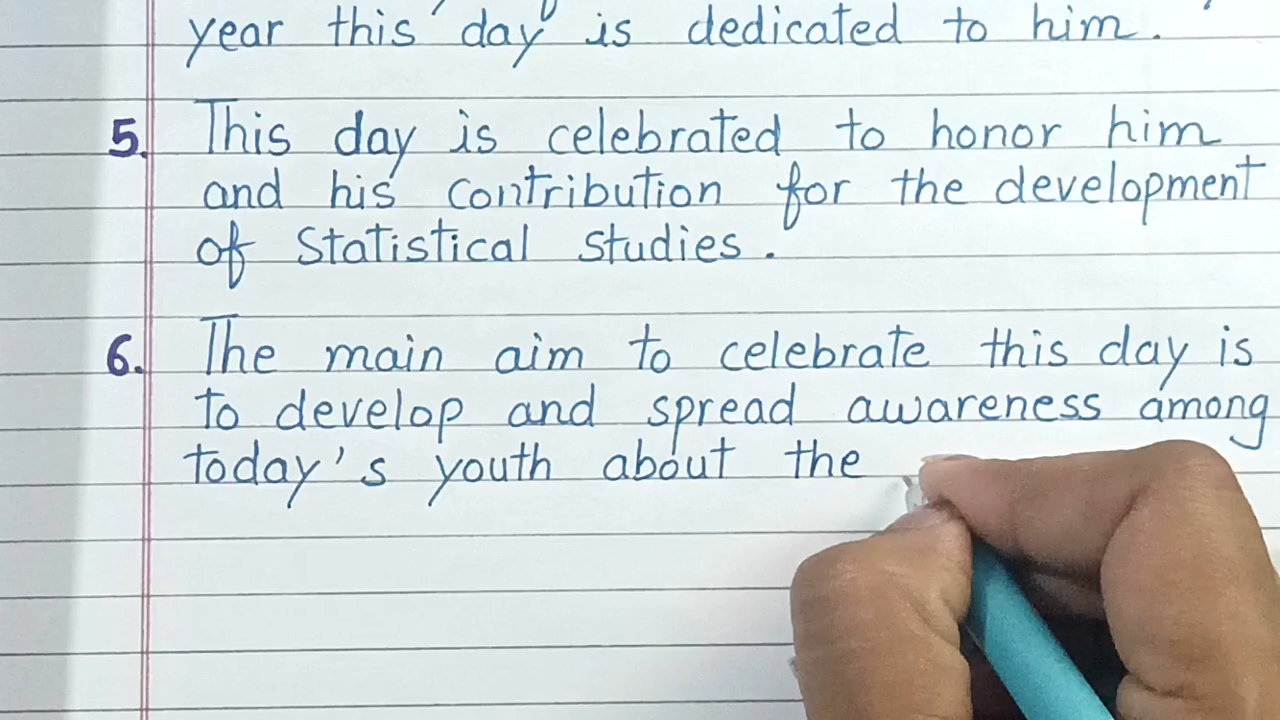 year this day is dedicated to him.
5. This day is celebrated to honor him
and his contribution for the development
of Statistical Studies.
6. The main aim to celebrate this day is
to develop and spread awareness among
today's youth about the